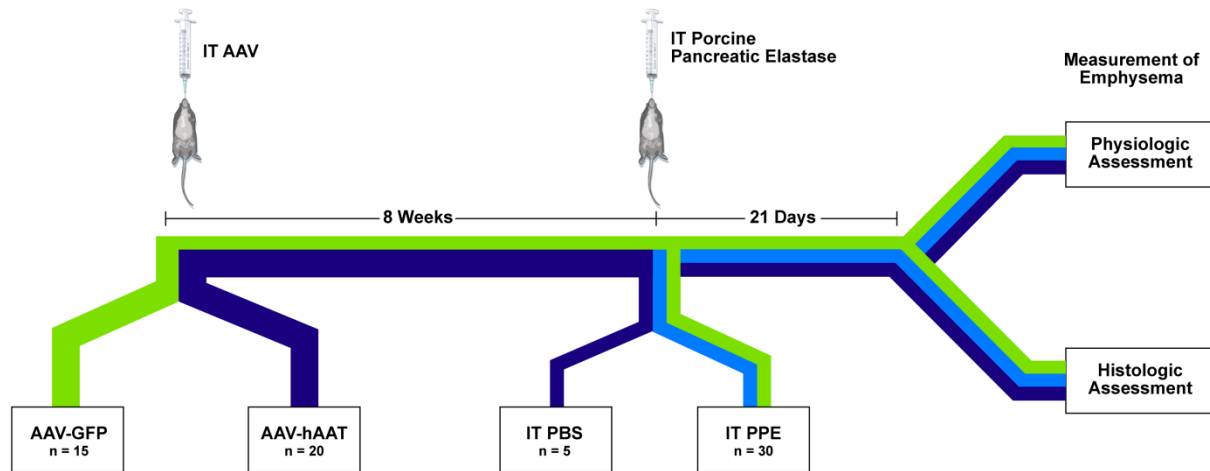 IT AAV
IT Porcine
Pancreatic Elastase
Measurement of
Emphysema
Physiologic
Assessment
8 Weeks
21 Days
Histologic
Assessment
AAV-GFP
n = 15
AAV-hAAT
n = 20
IT PBS
n = 5
IT PPE
n = 30